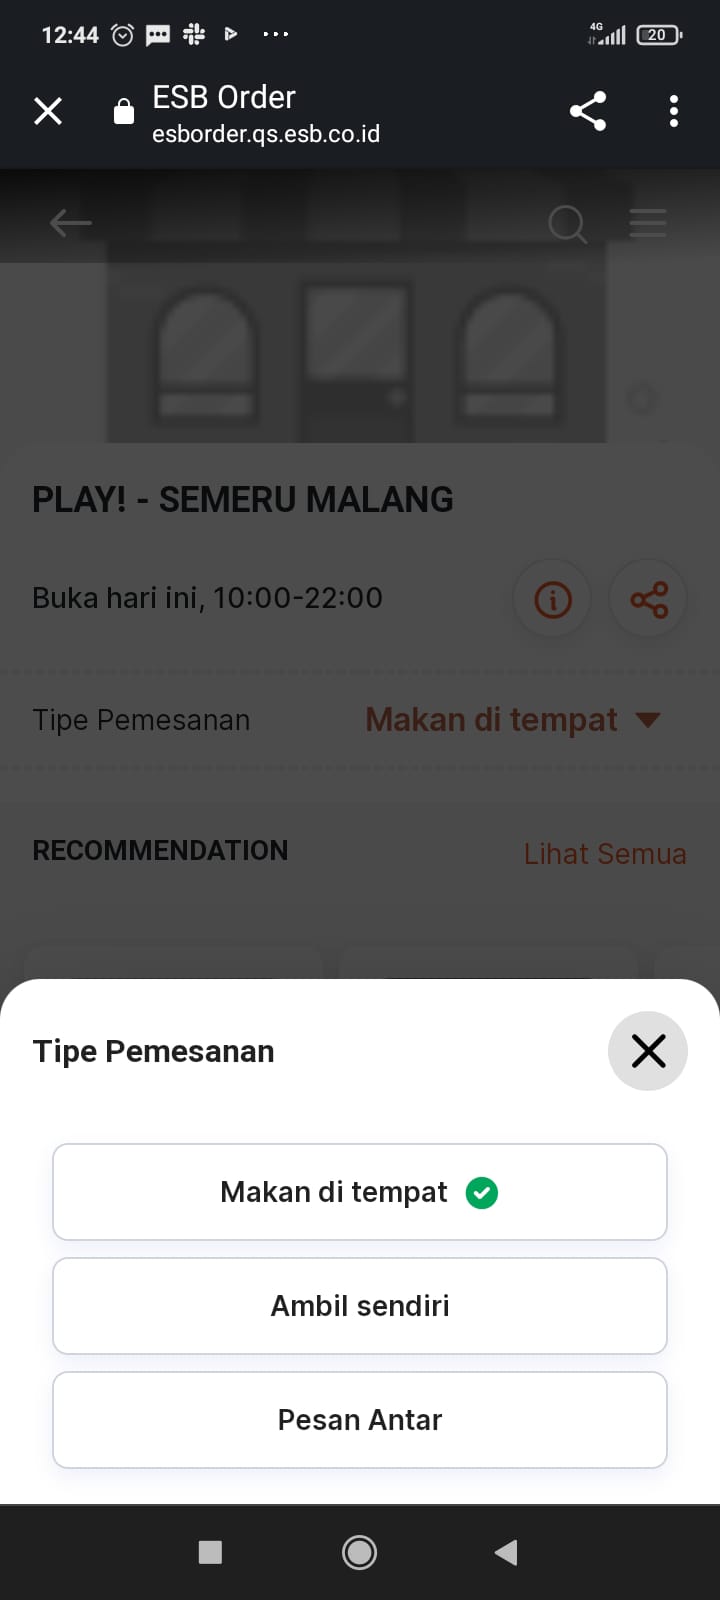 12:44
4G
20
ESB Order
esborder.qs.esb.co.id
PLAY! - SEMERU MALANG
Buka hari ini, 10:00-22:00
Tipe Pemesanan Makan di tempat
RECOMMENDATION Lihat Semua
Tipe Pemesanan
Makan di tempat
Ambil sendiri
Pesan Antar